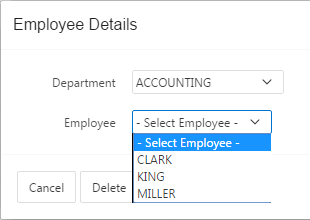 Employee Details
Department ACCOUNTING
Employee - Select Employee -
- Select Employee -
CLARK
KING
MILLER
Cancel Delete